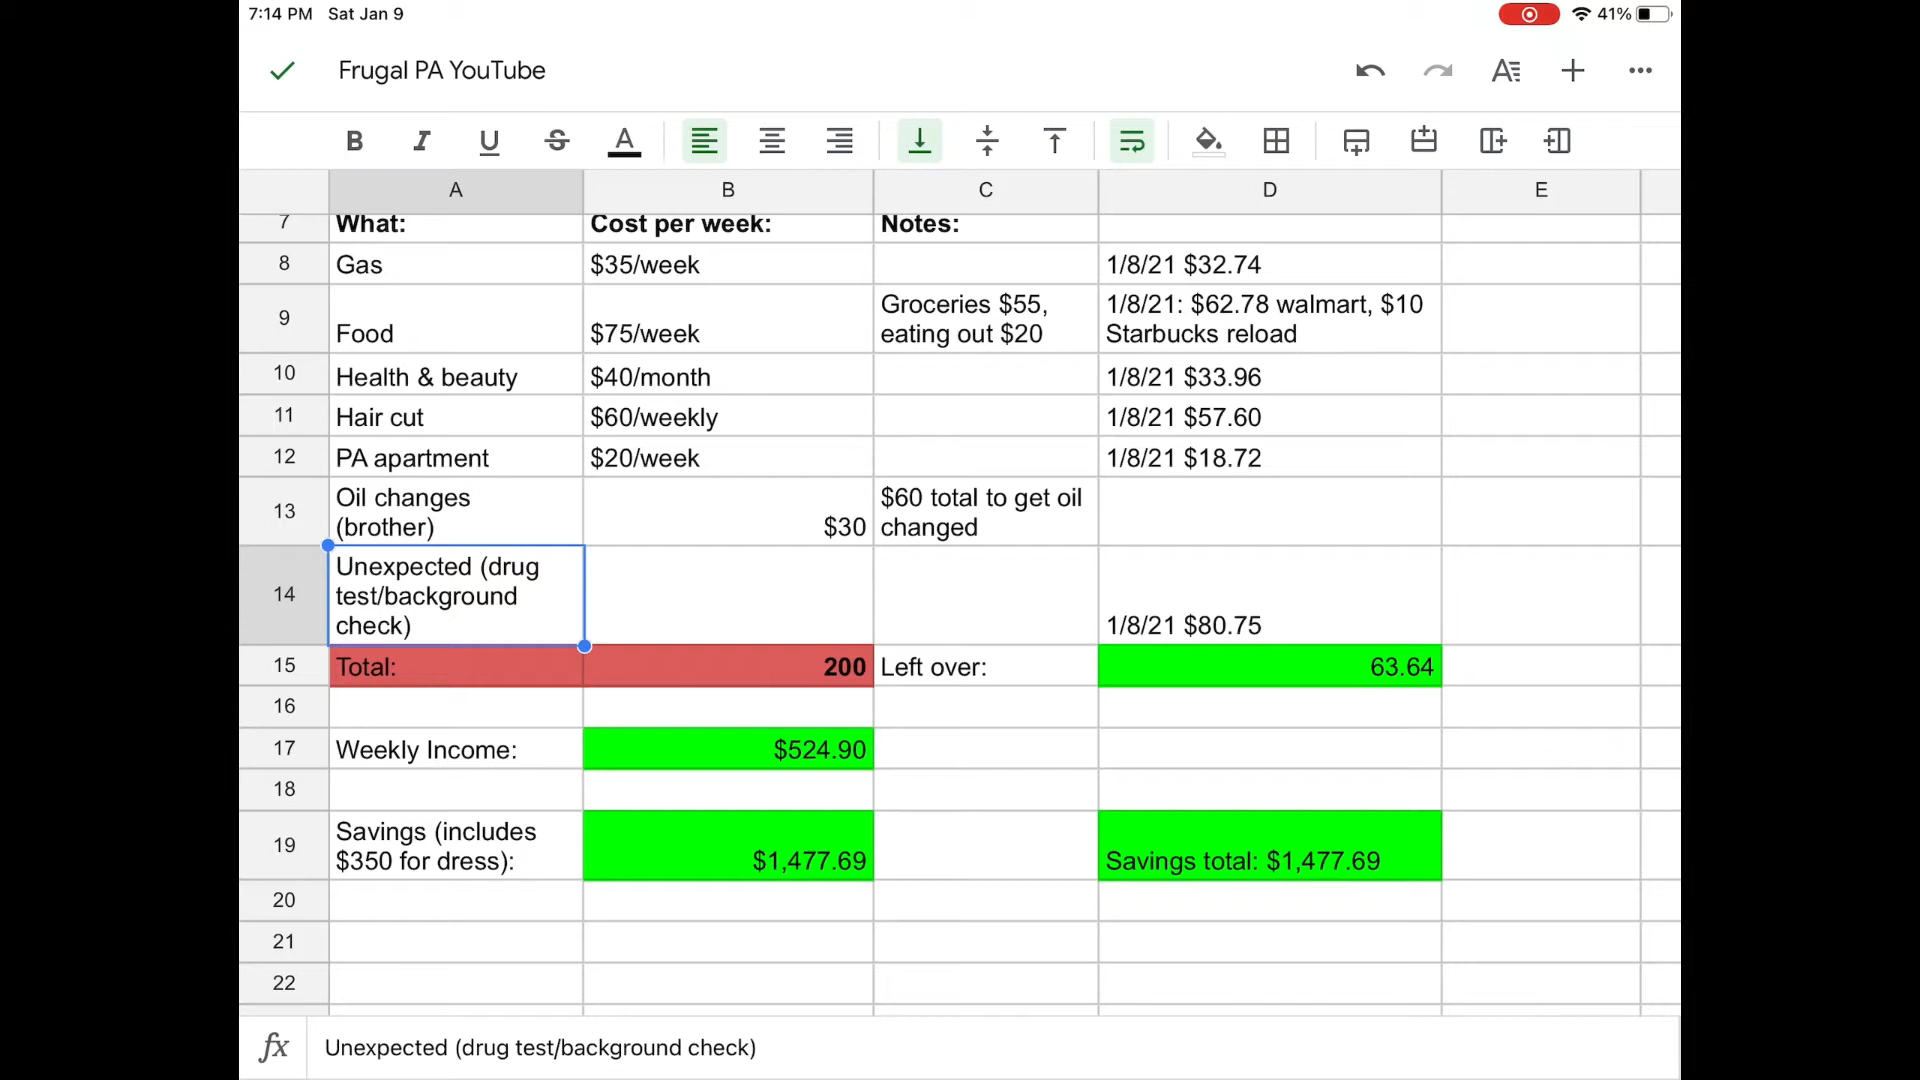 7:14 PM Sat Jan 9
41%
Frugal PA YouTube
B I U S A
A B C D E
7 What: Cost per week: Notes:
8 Gas $35/week 1/8/21 $32.74
Groceries $55, 1/8/21: $62.78 walmart, $10
9 Food $75/week eating out $20 Starbucks reload
10 Health & beauty $40/month 1/8/21 $33.96
11 Hair cut $60/weekly 1/8/21 $57.60
12 PA apartment $20/week 1/8/21 $18.72
Oil changes $60 total to get oil
13 (brother) $30 changed
Unexpected (drug
14 test/background
check) 1/8/21 $80.75
15 Total: 200 Left over: 63.64
16
17 Weekly Income: $524.90
18
Savings (includes
19 $350 for dress): $1,477.69 Savings total: $1,477.69
20
21
22
fx Unexpected (drug test/background check)